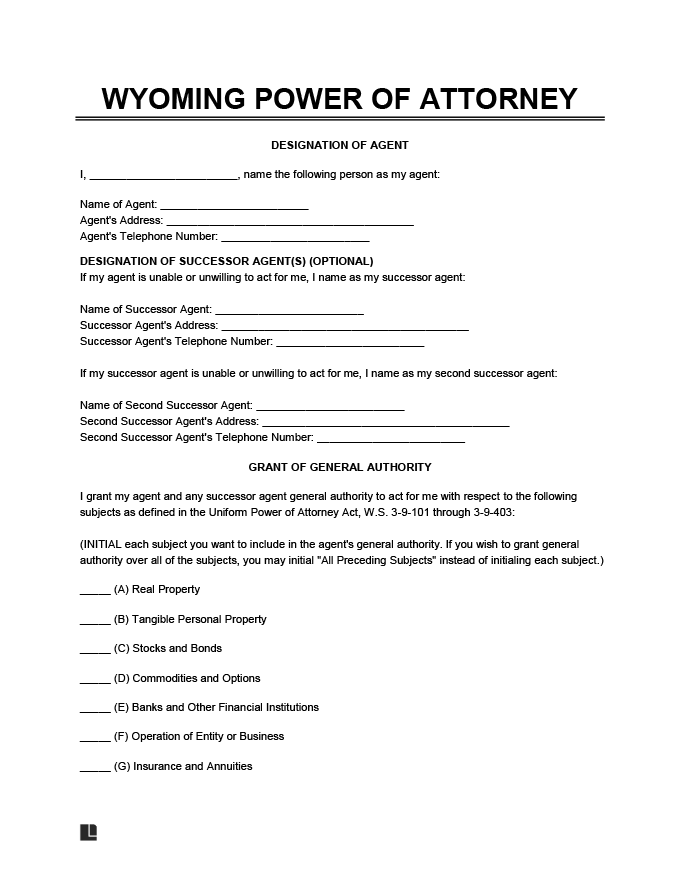 WYOMING POWER OF ATTORNEY
DESIGNATION OF AGENT
I, ________________________, name the following person as my agent:
Name of Agent: ________________________
Agent's Address: ________________________________________
Agent's Telephone Number: ________________________
DESIGNATION OF SUCCESSOR AGENT(S) (OPTIONAL)
If my agent is unable or unwilling to act for me, I name as my successor agent:
Name of Successor Agent: ________________________
Successor Agent's Address: ________________________________________
Successor Agent's Telephone Number: ________________________
If my successor agent is unable or unwilling to act for me, I name as my second successor agent:
Name of Second Successor Agent: ________________________
Second Successor Agent's Address: ________________________________________
Second Successor Agent's Telephone Number: ________________________
GRANT OF GENERAL AUTHORITY
I grant my agent and any successor agent general authority to act for me with respect to the following
subjects as defined in the Uniform Power of Attorney Act, W.S. 3-9-101 through 3-9-403:
(INITIAL each subject you want to include in the agent's general authority. If you wish to grant general
authority over all of the subjects, you may initial "All Preceding Subjects" instead of initialing each subject.)
_____ (A) Real Property
_____ (B) Tangible Personal Property
_____ (C) Stocks and Bonds
_____ (D) Commodities and Options
_____ (E) Banks and Other Financial Institutions
_____ (F) Operation of Entity or Business
_____ (G) Insurance and Annuities